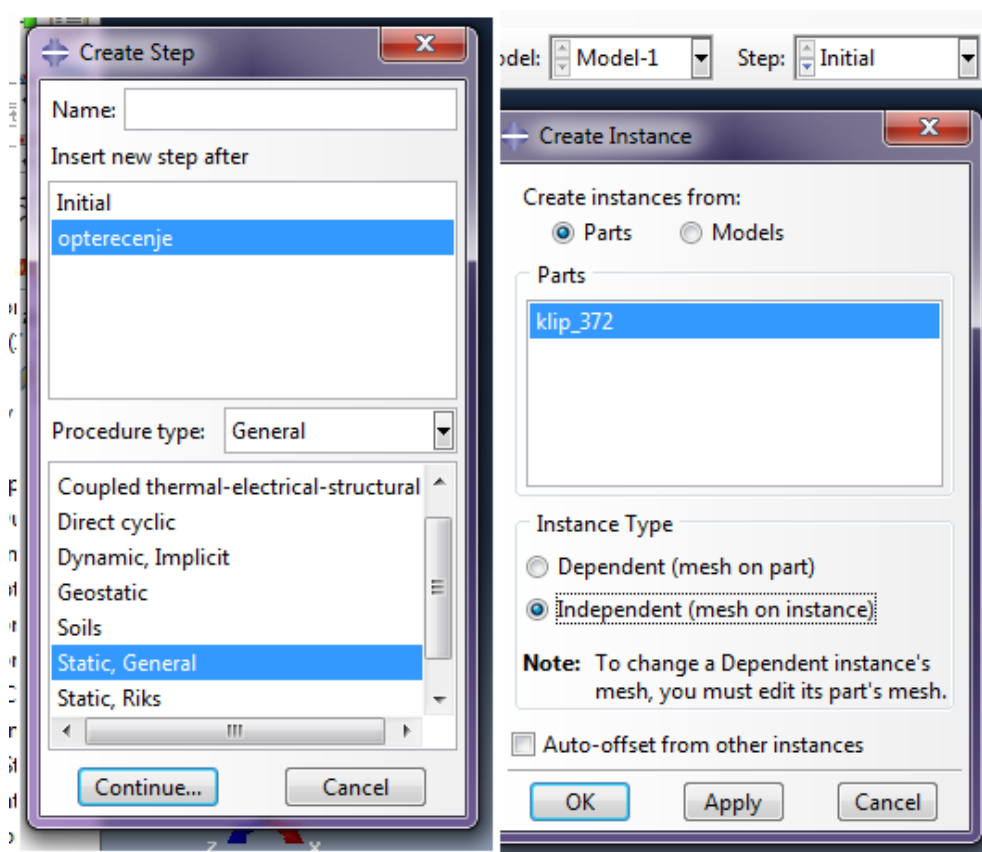 Create Step
Name:
Insert new step after
Initial
opterecenje
Procedure type: General
Coupled thermal-electrical-structural
Direct cyclic
Dynamic, Implicit
Geostatic
Soils
Static, General
Static, Riks
Continue... Cancel
Z X
Model-1 Step: Initial
Create Instance
Create instances from:
Parts Models
Parts
klip_372
Instance Type
Dependent (mesh on part)
Independent (mesh on instance)
Note: To change a Dependent instance's
mesh, you must edit its part's mesh.
Auto-offset from other instances
OK Apply Cancel